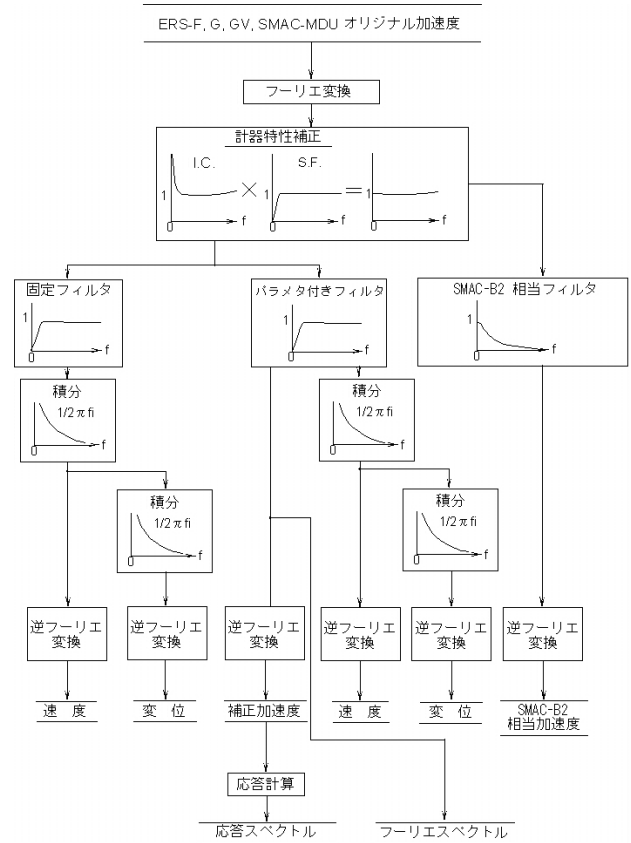 ERS-F, G, GV, SMAC-MDU オリジナル加速度
フーリエ変換
計器特性補正
I.C.
S.F.
1
×
1
=
1
0
f
0
f
0
f
固定フィルタ
1
0
f
パラメタ付きフィルタ
1
0
f
SMAC-B2 相当フィルタ
1
0
f
積分
1/2πfi
0
f
積分
1/2πfi
0
f
積分
1/2πfi
0
f
積分
1/2πfi
0
f
逆フーリエ
変換
逆フーリエ
変換
逆フーリエ
変換
逆フーリエ
変換
逆フーリエ
変換
逆フーリエ
変換
速 度
変 位
補正加速度
速 度
変 位
SMAC-B2
相当加速度
応答計算
応答スペクトル
フーリエスペクトル